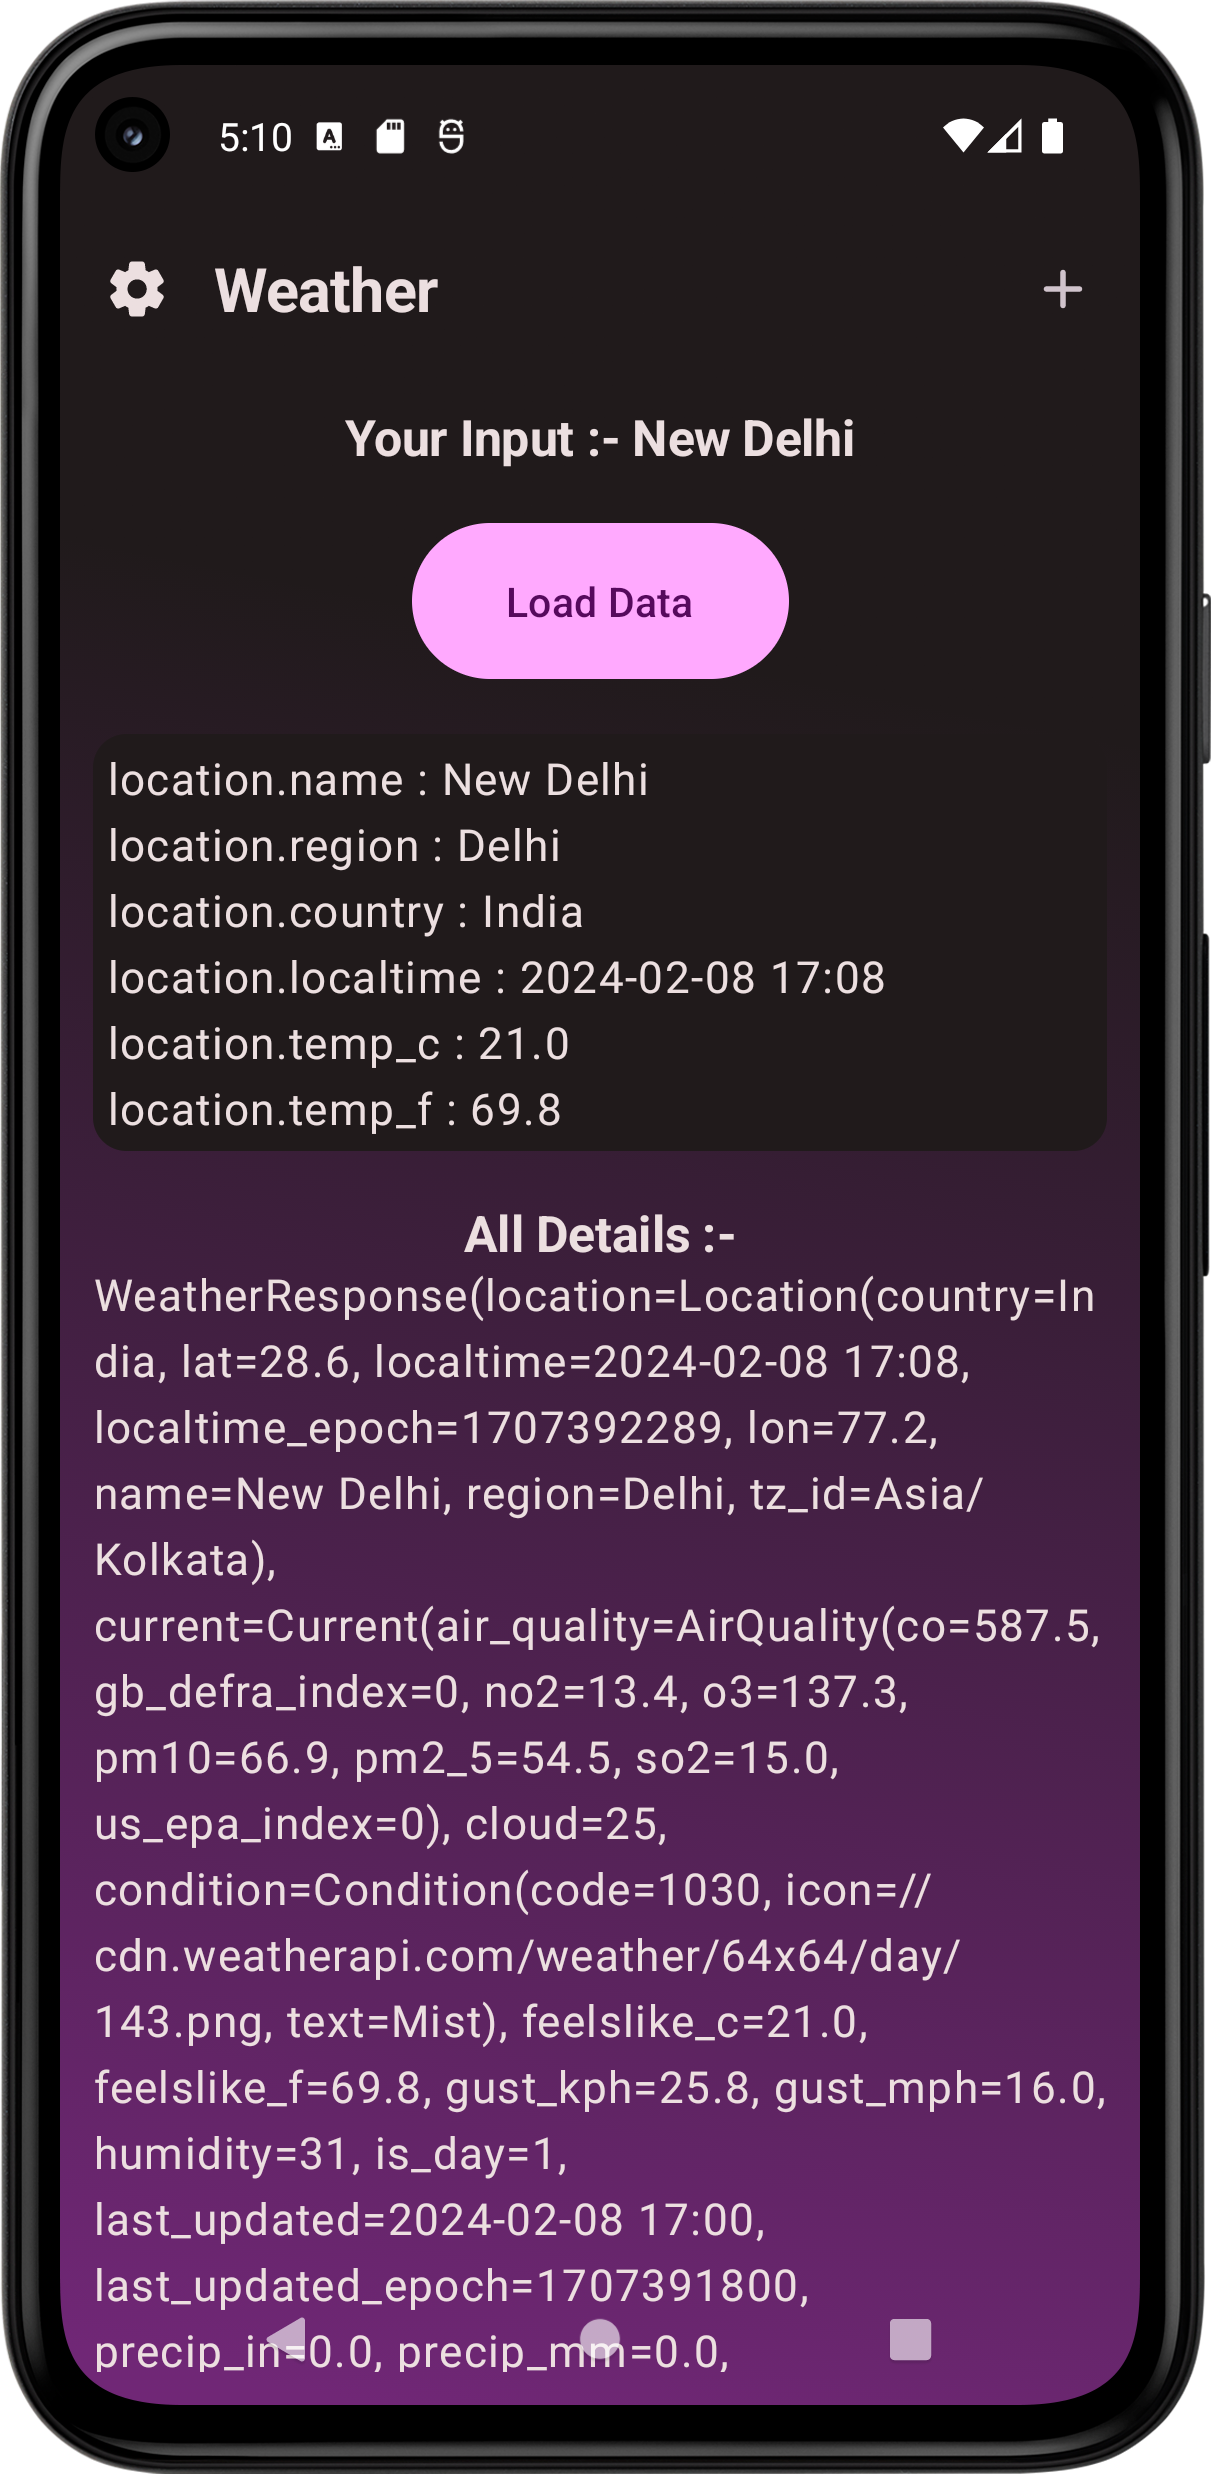 5:10
Weather
Your Input :- New Delhi
Load Data
location.name : New Delhi
location.region : Delhi
location.country : India
location.localtime : 2024-02-08 17:08
location.temp_c : 21.0
location.temp_f : 69.8
All Details :-
WeatherResponse(location=Location(country=In
dia, lat=28.6, localtime=2024-02-08 17:08,
localtime_epoch=1707392289, lon=77.2,
name=New Delhi, region=Delhi, tz_id=Asia/
Kolkata),
current=Current(air_quality=AirQuality(co=587.5,
gb_defra_index=0, no2=13.4, o3=137.3,
pm10=66.9, pm2_5=54.5, so2=15.0,
us_epa_index=0), cloud=25,
condition=Condition(code=1030, icon=//
cdn.weatherapi.com/weather/64x64/day/
143.png, text=Mist), feelslike_c=21.0,
feelslike_f=69.8, gust_kph=25.8, gust_mph=16.0,
humidity=31, is_day=1,
last_updated=2024-02-08 17:00,
last_updated_epoch=1707391800,
precip_in=0.0, precip_mm=0.0,